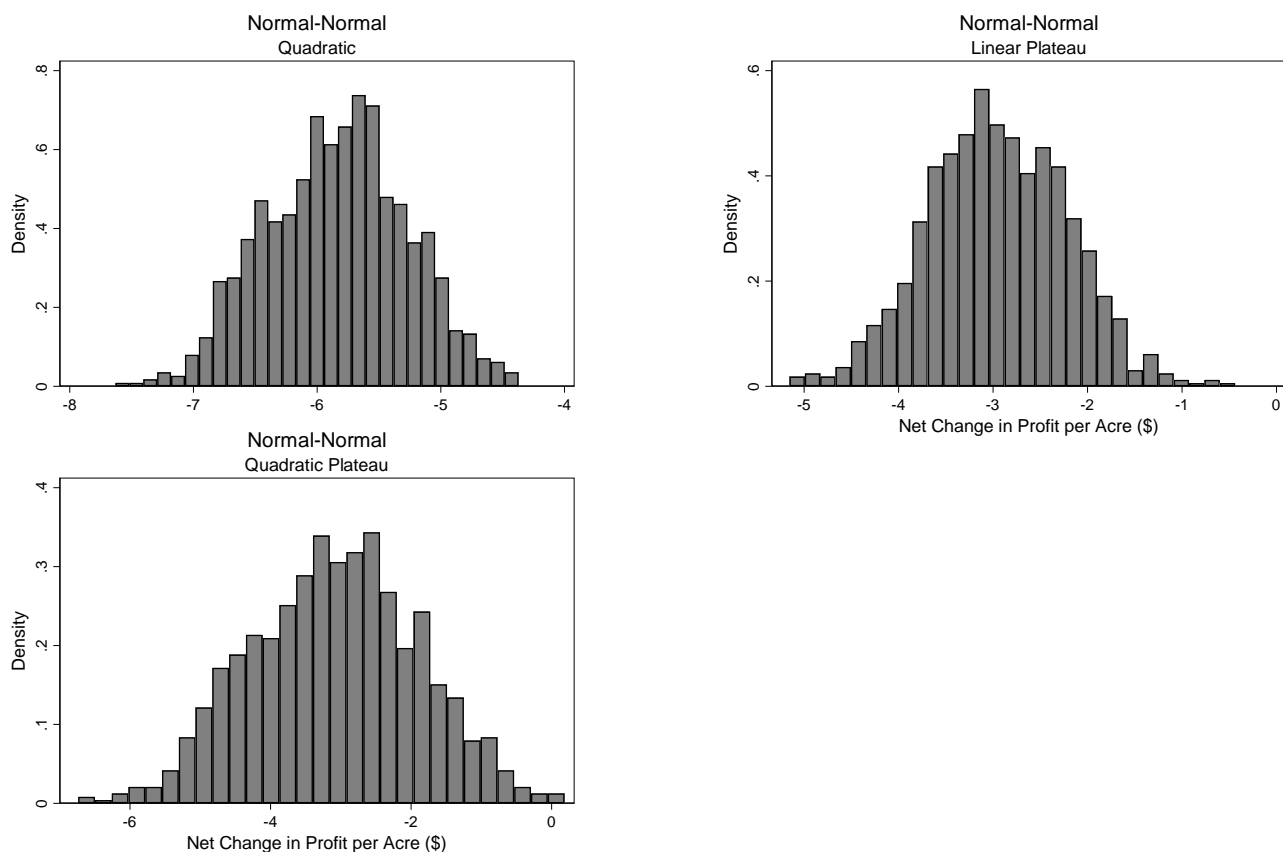 Normal-Normal
Quadratic
Density
.8
.6
.4
.2
0
-8
-7
-6
-5
-4
Normal-Normal
Linear Plateau
Density
.6
.4
.2
0
-5
-4
-3
-2
-1
0
Net Change in Profit per Acre ($)
Normal-Normal
Quadratic Plateau
Density
.4
.3
.2
.1
0
-6
-4
-2
0
Net Change in Profit per Acre ($)